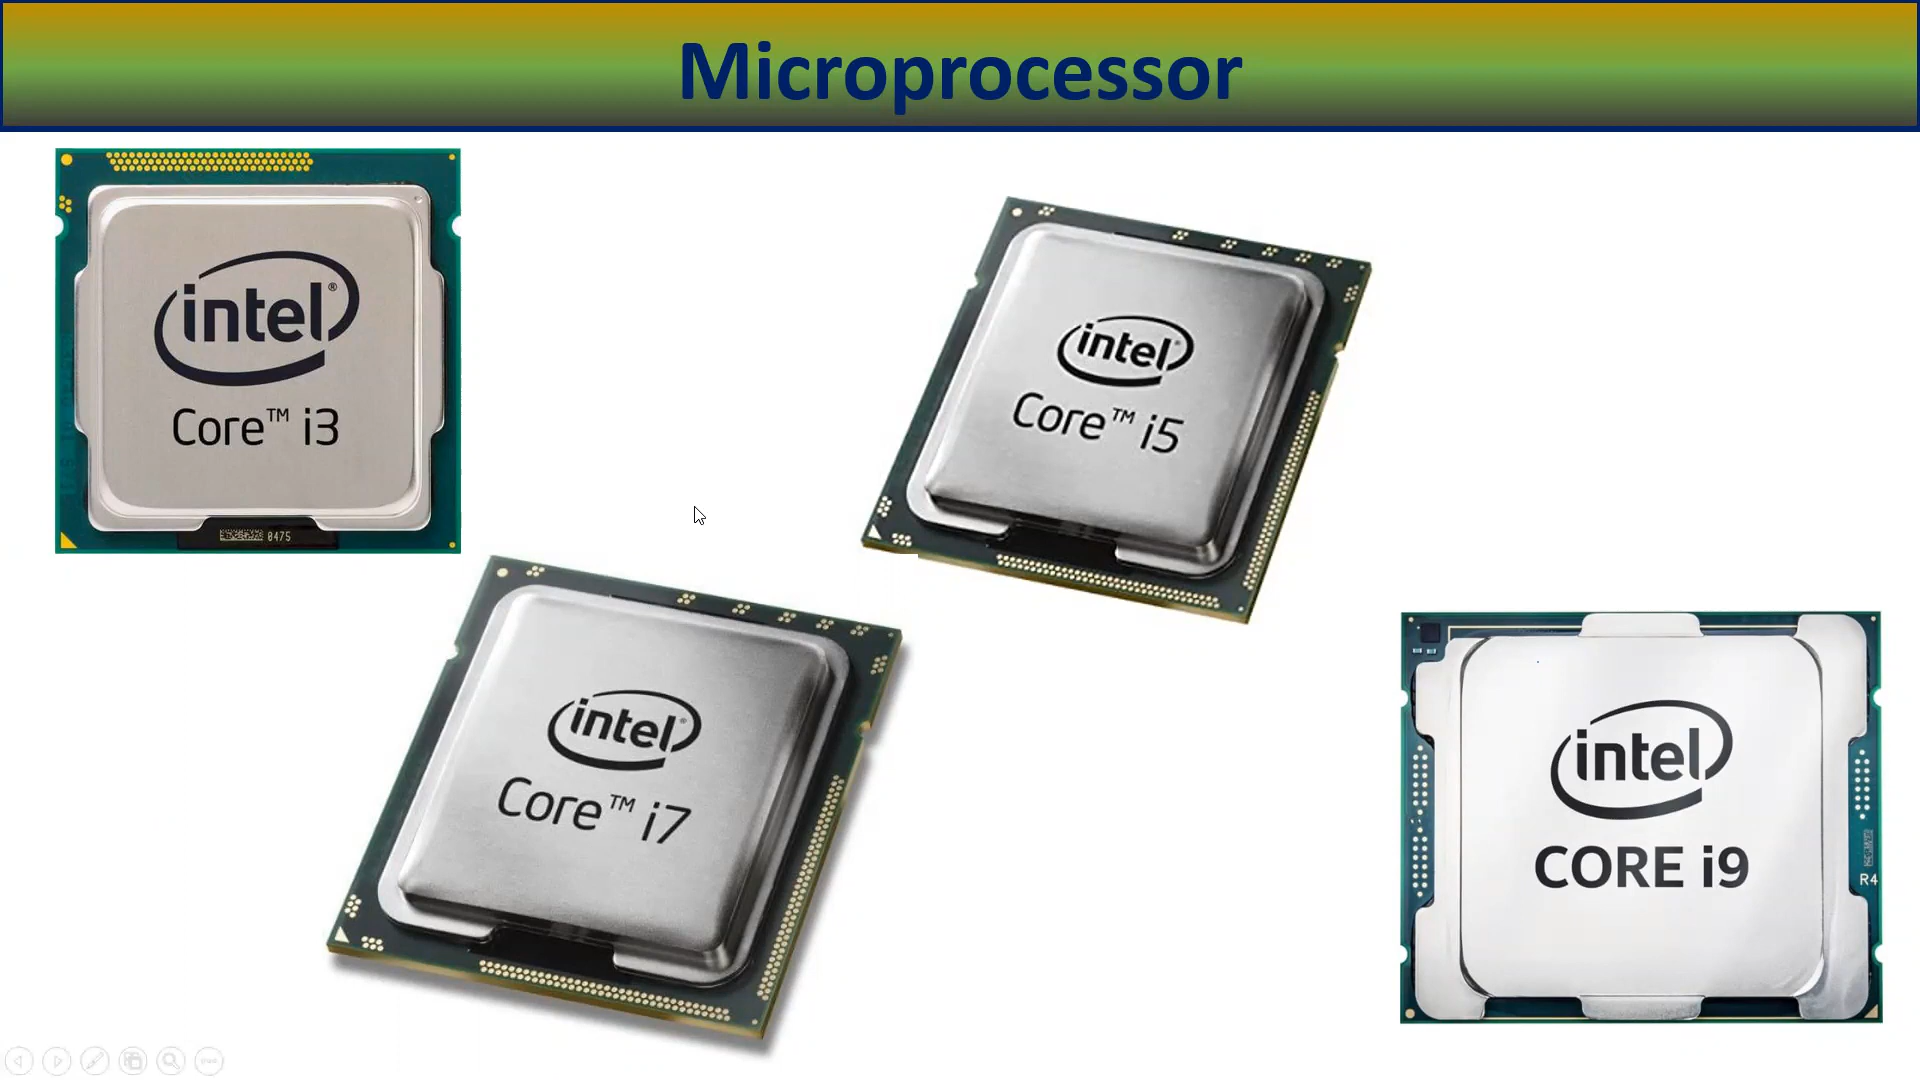 Microprocessor
intel®
Core™ i3
0475
intel®
Core™ i5
intel®
Core™ i7
intel
CORE i9
R4